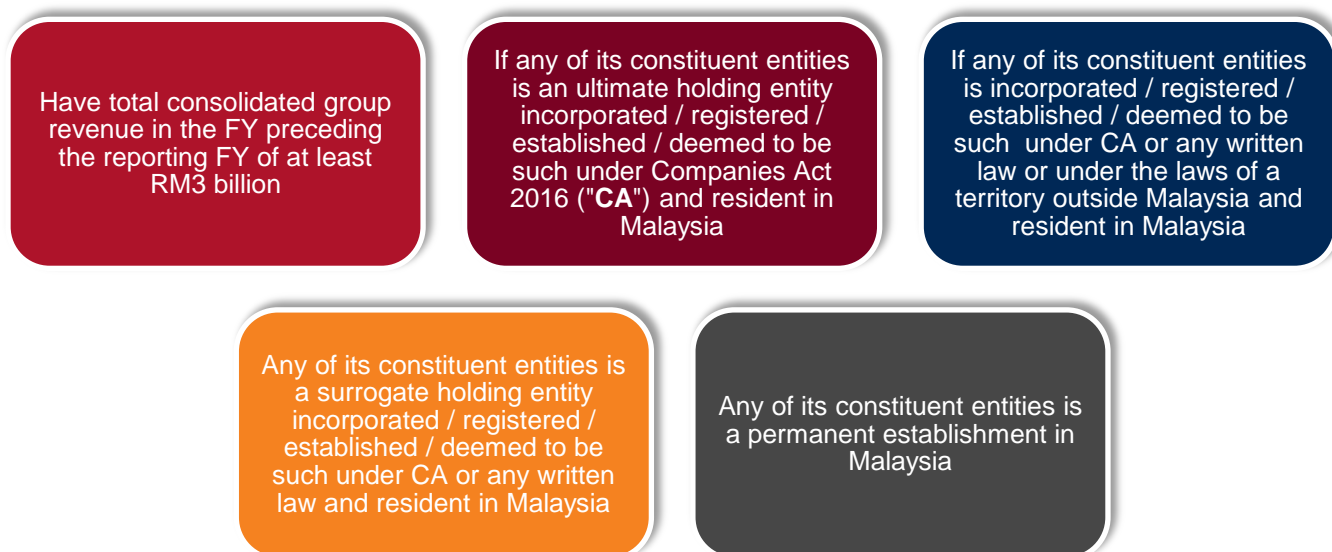 Have total consolidated group
revenue in the FY preceding
the reporting FY of at least
RM3 billion
If any of its constituent entities
is an ultimate holding entity
incorporated / registered /
established / deemed to be
such under Companies Act
2016 ("CA") and resident in
Malaysia
If any of its constituent entities
is incorporated / registered /
established / deemed to be
such under CA or any written
law or under the laws of a
territory outside Malaysia and
resident in Malaysia
Any of its constituent entities is
a surrogate holding entity
incorporated / registered /
established / deemed to be
such under CA or any written
law and resident in Malaysia
Any of its constituent entities is
a permanent establishment in
Malaysia